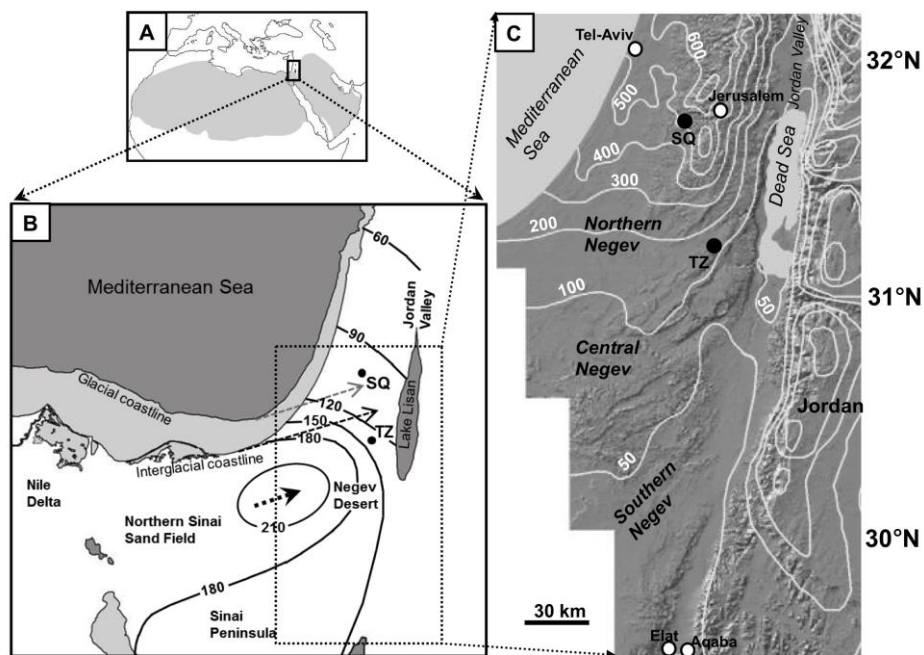 A
B
Mediterranean Sea
60
90
Jordan
Valley
SQ
Lake Lisan
Glacial coastline
120
150
180
TZ
Interglacial coastline
Nile
Delta
Negev
Desert
210
Northern Sinai
Sand Field
180
Sinai
Peninsula
C
Tel-Aviv
600
Jordan Valley
32°N
Mediterranean
Sea
500
Jerusalem
SQ
400
Dead Sea
300
200
Northern
Negev
TZ
100
50
31°N
Central
Negev
Jordan
50
Southern
Negev
30°N
30 km
Elat
Aqaba